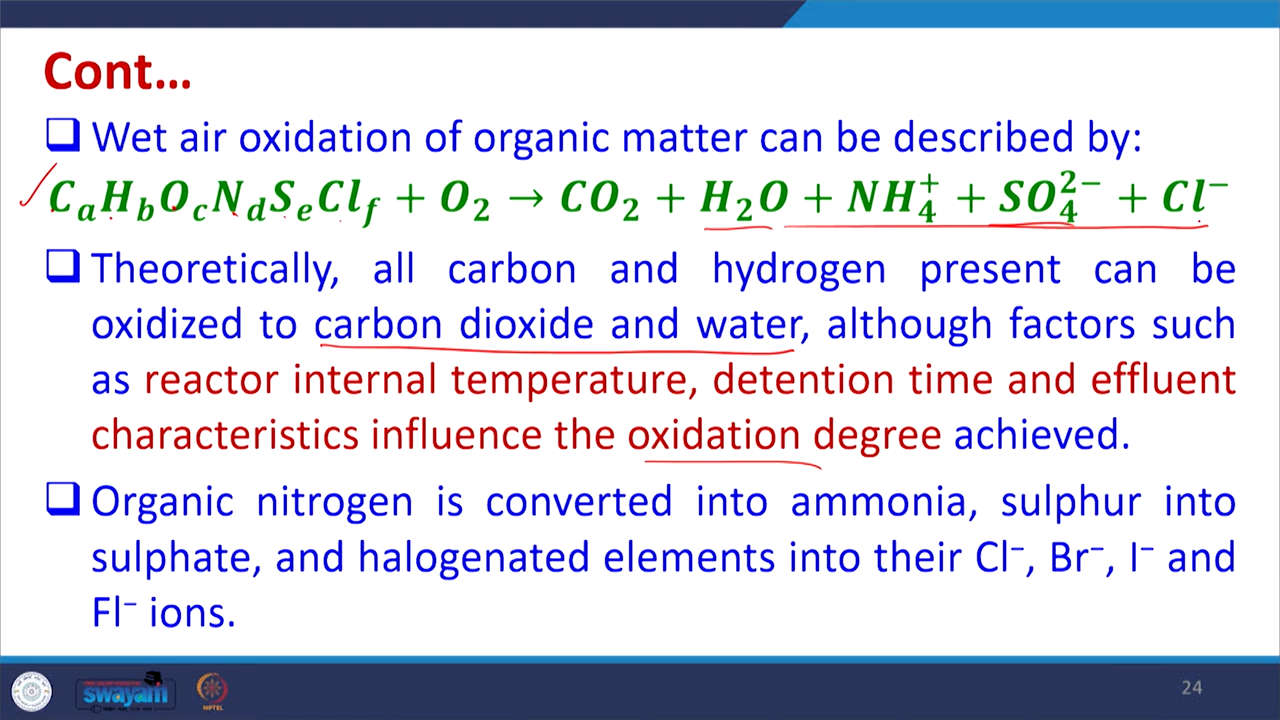 Cont...
❑ Wet air oxidation of organic matter can be described by:
CₐH_bO_cN_dS_eCl_f + O₂ → CO₂ + H₂O + NH₄⁺ + SO₄²⁻ + Cl⁻
❑ Theoretically, all carbon and hydrogen present can be
oxidized to carbon dioxide and water, although factors such
as reactor internal temperature, detention time and effluent
characteristics influence the oxidation degree achieved.
❑ Organic nitrogen is converted into ammonia, sulphur into
sulphate, and halogenated elements into their Cl⁻, Br⁻, I⁻ and
Fl⁻ ions.
swayam
NPTEL
24